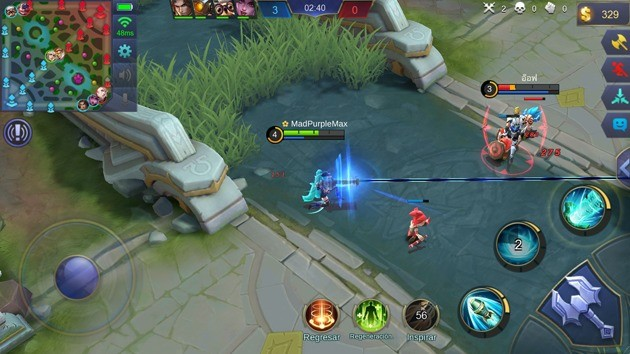 48ms
3
02:40
0
2
0
0
329
3
อ๊อฟ
275
4
MadPurpleMax
2
56
Regresar
Regeneración
Inspirar